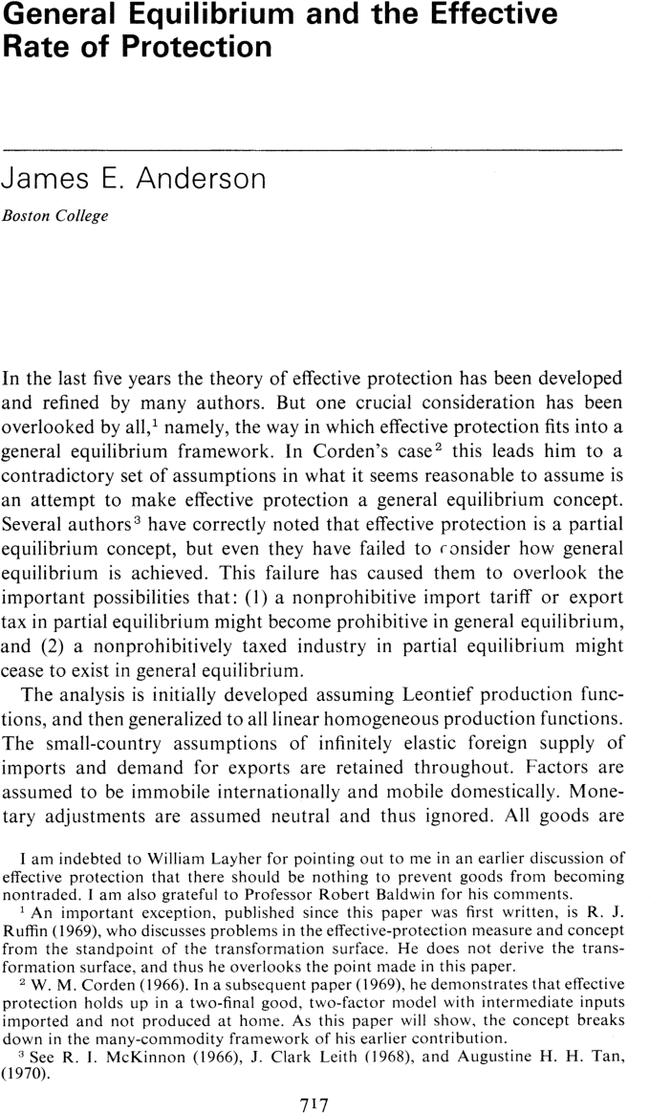 General Equilibrium and the Effective
Rate of Protection
James E. Anderson
Boston College
In the last five years the theory of effective protection has been developed
and refined by many authors. But one crucial consideration has been
overlooked by all,¹ namely, the way in which effective protection fits into a
general equilibrium framework. In Corden's case² this leads him to a
contradictory set of assumptions in what it seems reasonable to assume is
an attempt to make effective protection a general equilibrium concept.
Several authors³ have correctly noted that effective protection is a partial
equilibrium concept, but even they have failed to consider how general
equilibrium is achieved. This failure has caused them to overlook the
important possibilities that: (1) a nonprohibitive import tariff or export
tax in partial equilibrium might become prohibitive in general equilibrium,
and (2) a nonprohibitively taxed industry in partial equilibrium might
cease to exist in general equilibrium.
The analysis is initially developed assuming Leontief production func-
tions, and then generalized to all linear homogeneous production functions.
The small-country assumptions of infinitely elastic foreign supply of
imports and demand for exports are retained throughout. Factors are
assumed to be immobile internationally and mobile domestically. Mone-
tary adjustments are assumed neutral and thus ignored. All goods are
I am indebted to William Layher for pointing out to me in an earlier discussion of
effective protection that there should be nothing to prevent goods from becoming
nontraded. I am also grateful to Professor Robert Baldwin for his comments.
¹ An important exception, published since this paper was first written, is R. J.
Ruffin (1969), who discusses problems in the effective-protection measure and concept
from the standpoint of the transformation surface. He does not derive the trans-
formation surface, and thus he overlooks the point made in this paper.
² W. M. Corden (1966). In a subsequent paper (1969), he demonstrates that effective
protection holds up in a two-final good, two-factor model with intermediate inputs
imported and not produced at home. As this paper will show, the concept breaks
down in the many-commodity framework of his earlier contribution.
³ See R. I. McKinnon (1966), J. Clark Leith (1968), and Augustine H. H. Tan,
(1970).
717